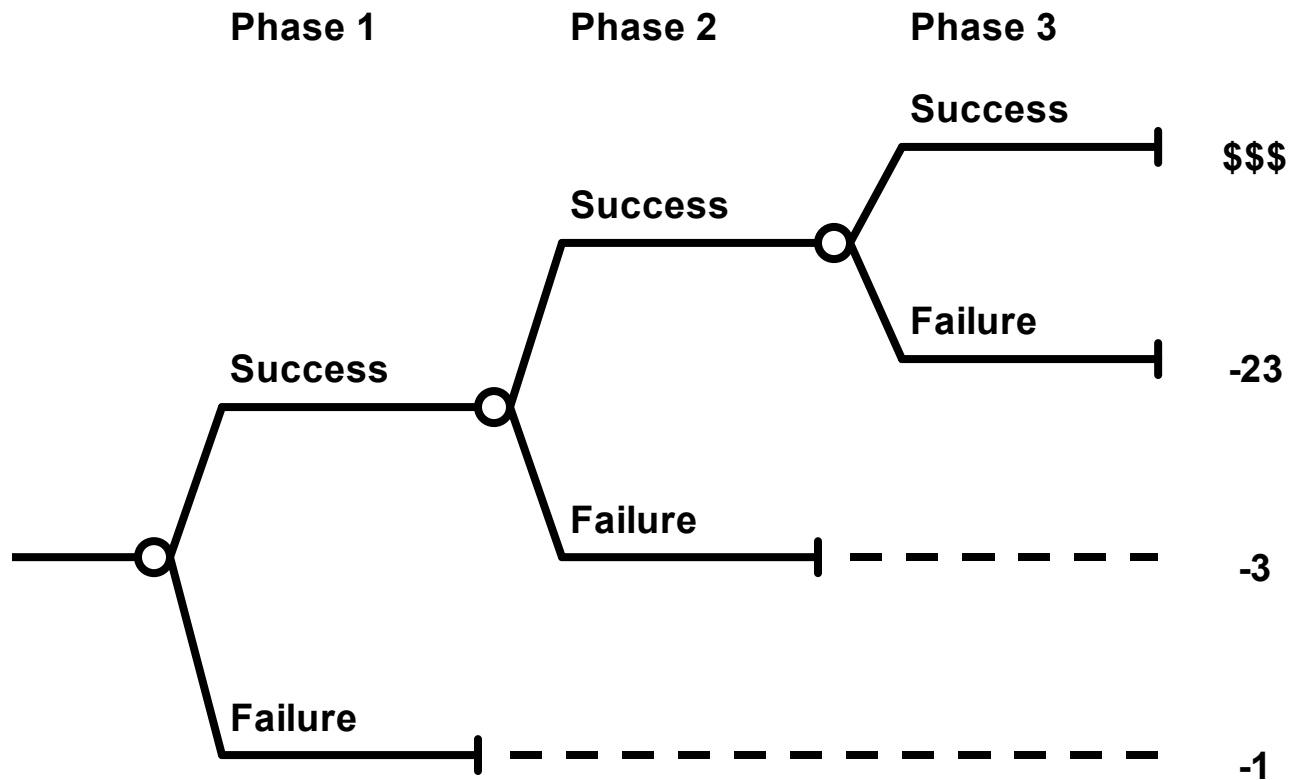 Phase 1 Phase 2 Phase 3
Success
$$$
Success
Failure
Success
-23
Failure
-3
Failure
-1